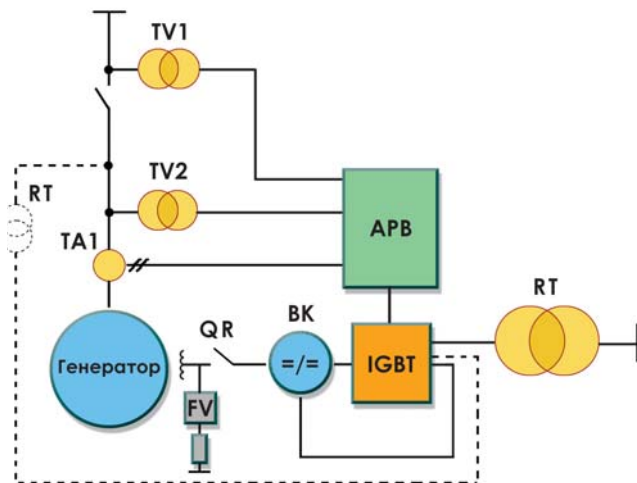 TV1
RT
TV2
TA1
АРВ
RT
QR
ВК
Генератор
=/=
IGBT
FV